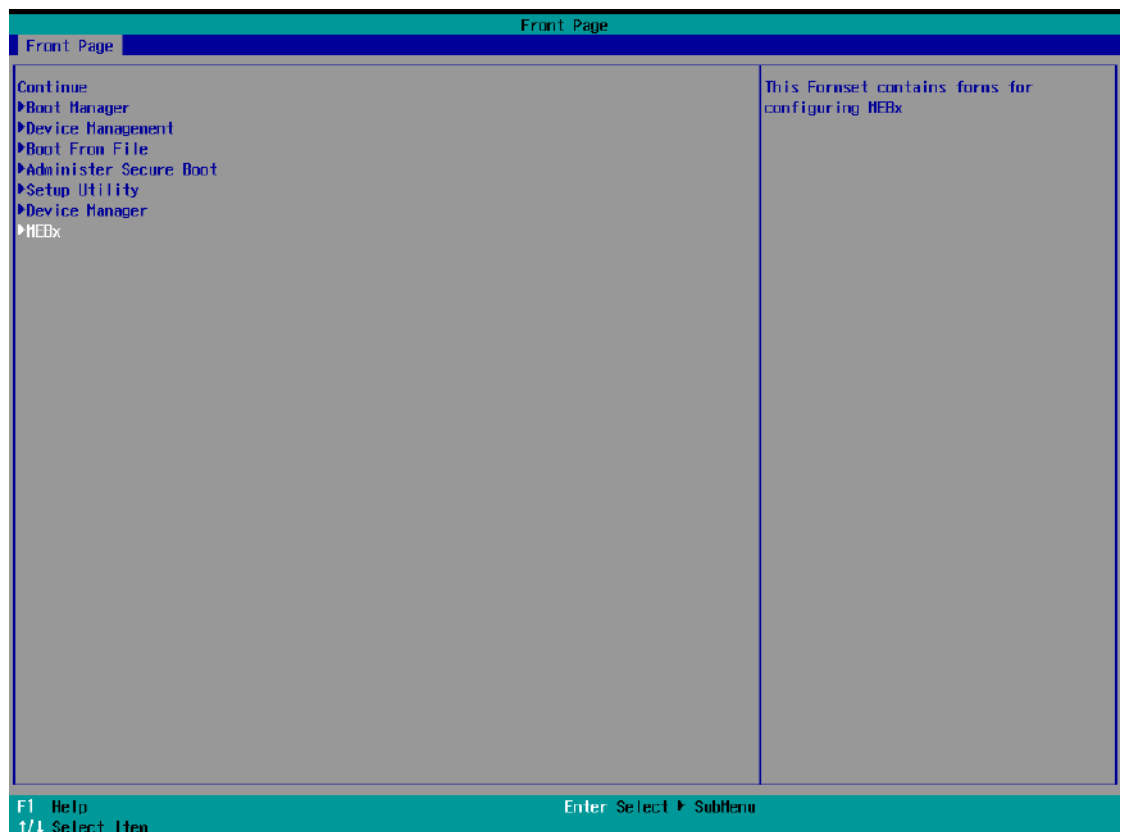 Front Page
Front Page
Continue
▶Boot Manager
▶Device Management
▶Boot From File
▶Administer Secure Boot
▶Setup Utility
▶Device Manager
▶MEBx
This Formset contains forms for
configuring MEBx
F1 Help
↑/↓ Select Item
Enter Select ▶ SubMenu